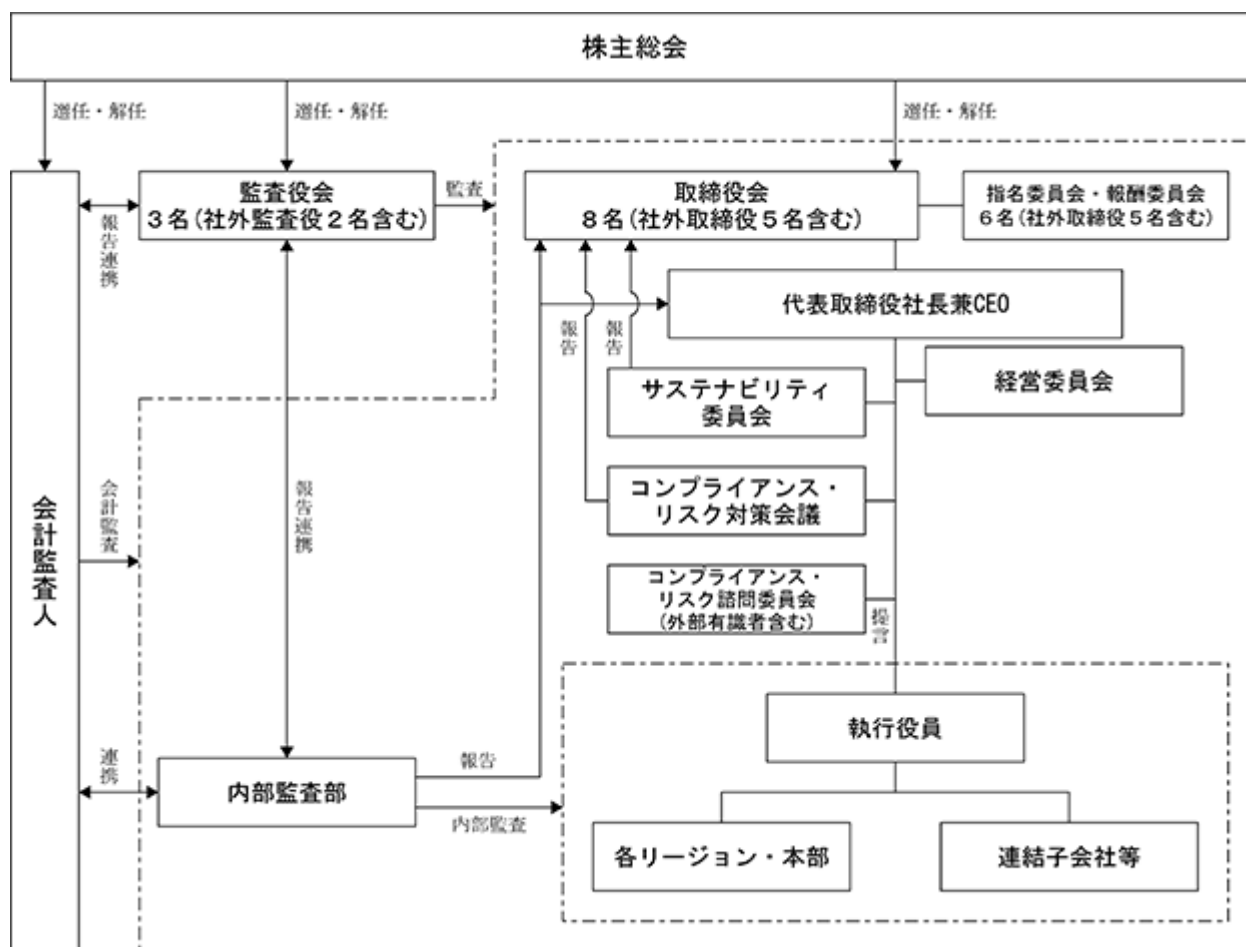 株主総会
選任・解任
選任・解任
選任・解任
監査役会
3名(社外監査役2名含む)
監査
取締役会
8名(社外取締役5名含む)
指名委員会・報酬委員会
6名(社外取締役5名含む)
報告連携
代表取締役社長兼CEO
報告
報告
経営委員会
サステナビリティ
委員会
コンプライアンス・
リスク対策会議
会計監査人
会計監査
報告連携
コンプライアンス・
リスク諮問委員会
(外部有識者含む)
提言
執行役員
連携
内部監査部
報告
内部監査
各リージョン・本部
連結子会社等